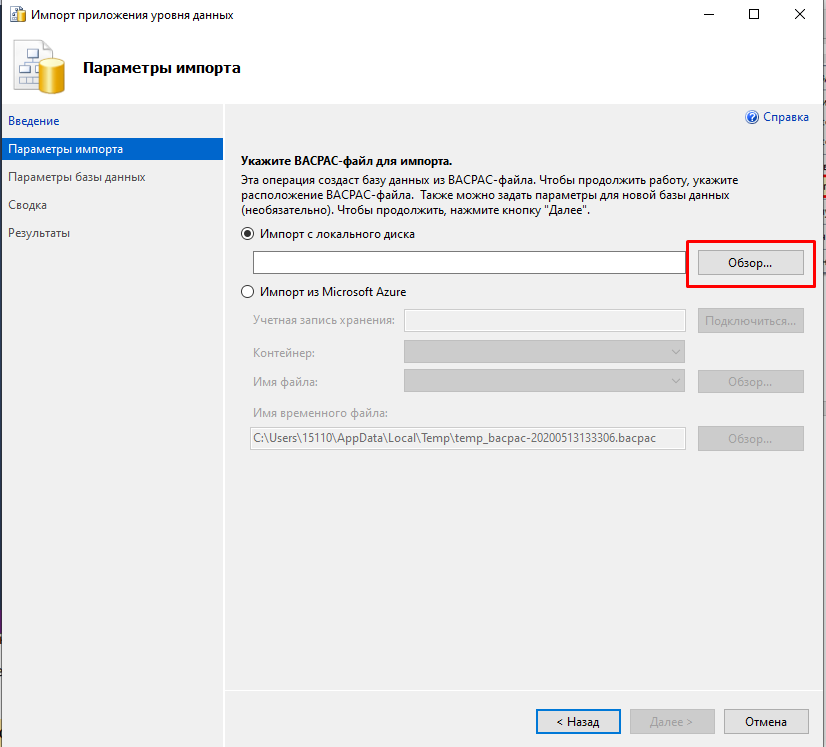 Импорт приложения уровня данных
Параметры импорта
Введение
Параметры импорта
Параметры базы данных
Сводка
Результаты
Справка
Укажите BACPAC-файл для импорта.
Эта операция создаст базу данных из BACPAC-файла. Чтобы продолжить работу, укажите
расположение BACPAC-файла.  Также можно задать параметры для новой базы данных
(необязательно). Чтобы продолжить, нажмите кнопку "Далее".
Импорт с локального диска
Обзор...
Импорт из Microsoft Azure
Учетная запись хранения:
Подключиться...
Контейнер:
Имя файла:
Обзор...
Имя временного файла:
C:\Users\15110\AppData\Local\Temp\temp_bacpac-20200513133306.bacpac
Обзор...
< Назад
Далее >
Отмена